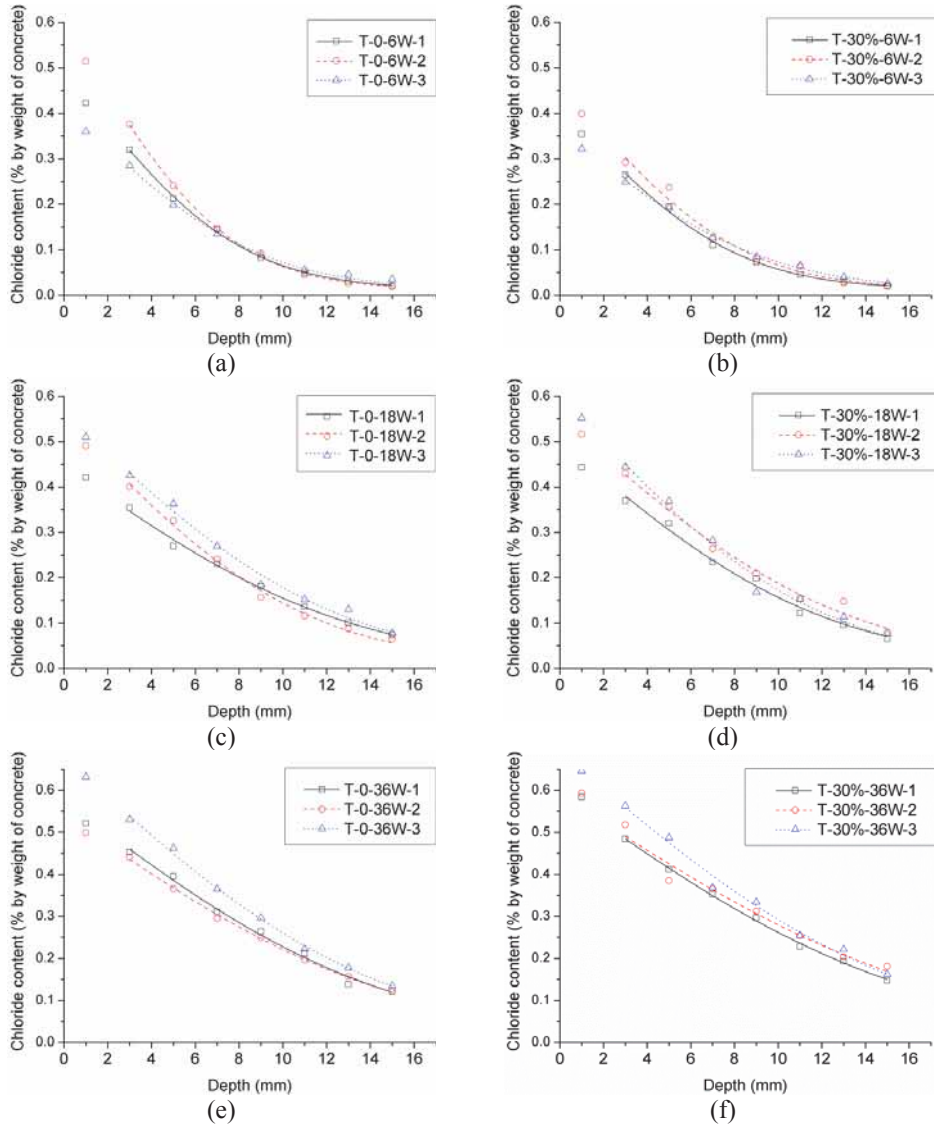 Chloride content (% by weight of concrete)
0.6
0.5
0.4
0.3
0.2
0.1
0.0
0 2 4 6 8 10 12 14 16
Depth (mm)
T-0-6W-1
T-0-6W-2
T-0-6W-3
(a)
Chloride content (% by weight of concrete)
0.6
0.5
0.4
0.3
0.2
0.1
0.0
0 2 4 6 8 10 12 14 16
Depth (mm)
T-30%-6W-1
T-30%-6W-2
T-30%-6W-3
(b)
Chloride content (% by weight of concrete)
0.6
0.5
0.4
0.3
0.2
0.1
0.0
0 2 4 6 8 10 12 14 16
Depth (mm)
T-0-18W-1
T-0-18W-2
T-0-18W-3
(c)
Chloride content (% by weight of concrete)
0.6
0.5
0.4
0.3
0.2
0.1
0.0
0 2 4 6 8 10 12 14 16
Depth (mm)
T-30%-18W-1
T-30%-18W-2
T-30%-18W-3
(d)
Chloride content (% by weight of concrete)
0.6
0.5
0.4
0.3
0.2
0.1
0.0
0 2 4 6 8 10 12 14 16
Depth (mm)
T-0-36W-1
T-0-36W-2
T-0-36W-3
(e)
Chloride content (% by weight of concrete)
0.6
0.5
0.4
0.3
0.2
0.1
0.0
0 2 4 6 8 10 12 14 16
Depth (mm)
T-30%-36W-1
T-30%-36W-2
T-30%-36W-3
(f)